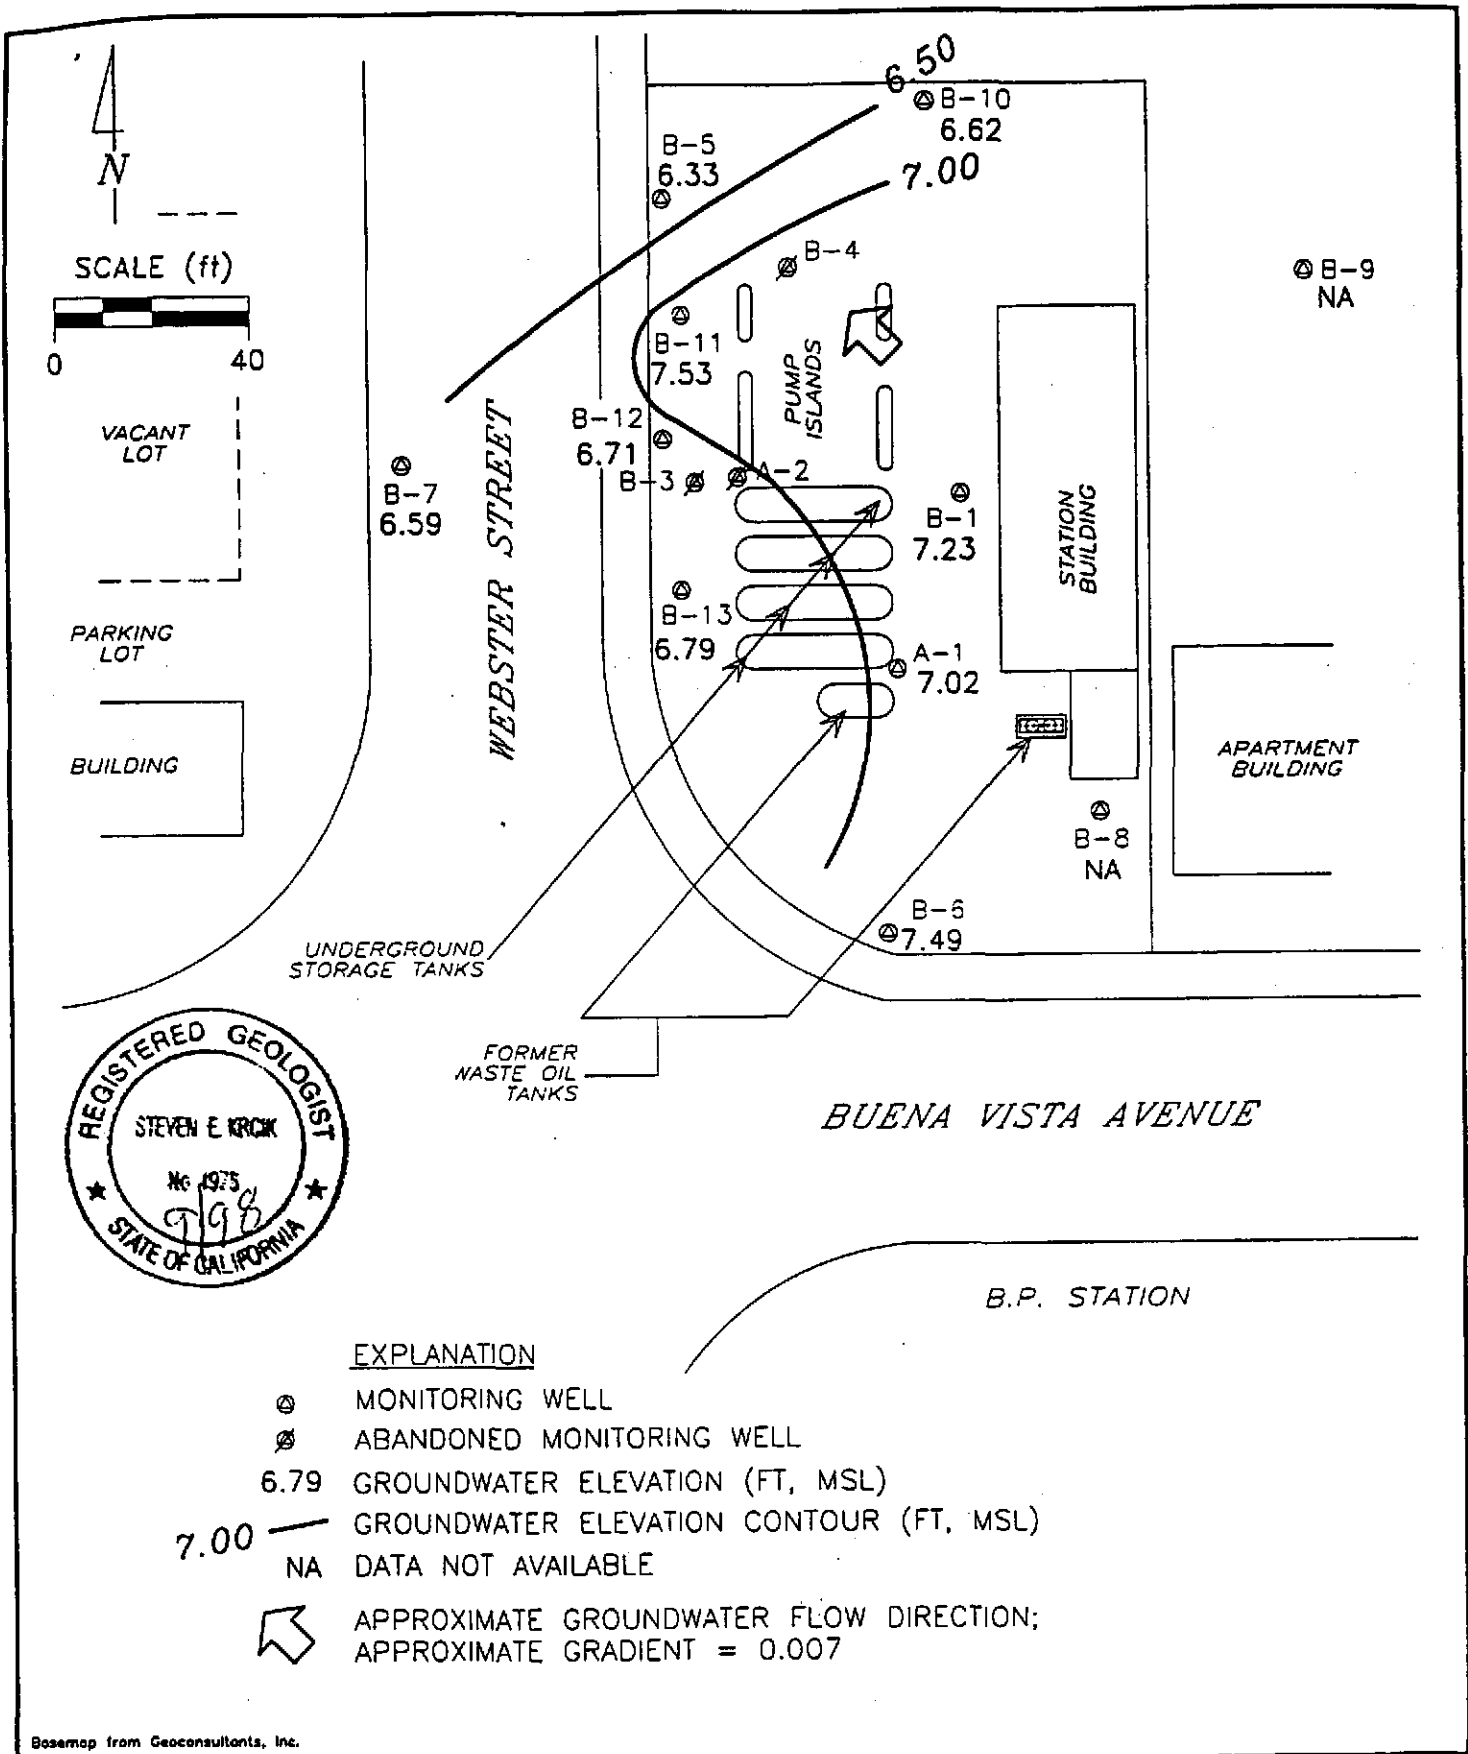 6.50
B-10
6.62
B-5
6.33
7.00
N
SCALE (ft)
0 40
B-4
B-9
NA
B-11
7.53
PUMP
ISLANDS
VACANT
LOT
B-12
6.71
B-3
A-2
B-7
6.59
WEBSTER STREET
B-1
7.23
STATION
BUILDING
B-13
6.79
PARKING
LOT
A-1
7.02
BUILDING
APARTMENT
BUILDING
B-8
NA
B-6
7.49
UNDERGROUND
STORAGE TANKS
FORMER
WASTE OIL
TANKS
BUENA VISTA AVENUE
REGISTERED GEOLOGIST
STEVEN E. KRCIK
No 4975
STATE OF CALIFORNIA
B.P. STATION
EXPLANATION
MONITORING WELL
ABANDONED MONITORING WELL
6.79 GROUNDWATER ELEVATION (FT, MSL)
7.00 GROUNDWATER ELEVATION CONTOUR (FT, MSL)
NA DATA NOT AVAILABLE
APPROXIMATE GROUNDWATER FLOW DIRECTION;
APPROXIMATE GRADIENT = 0.007
Basemap from Geoconsultants, Inc.